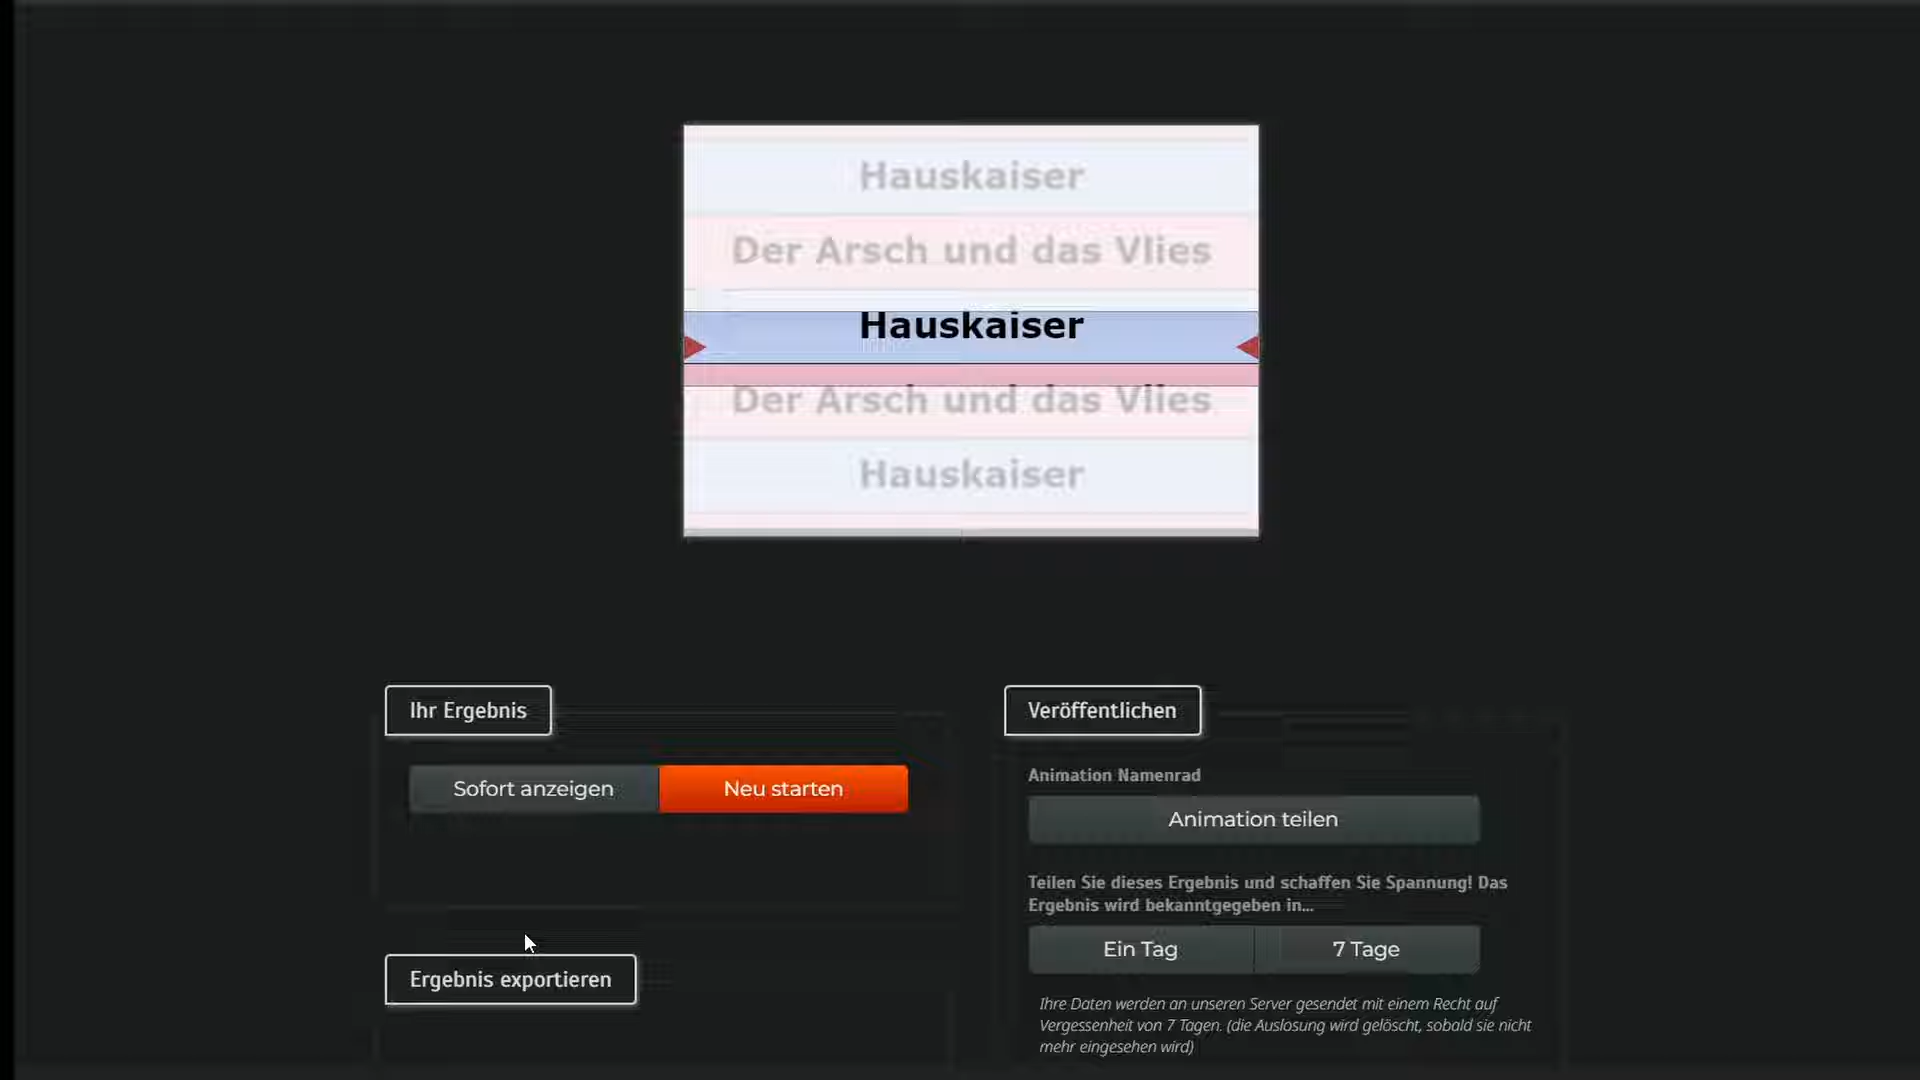 Hauskaiser
Der Arsch und das Vlies
Hauskaiser
Der Arsch und das Vlies
Hauskaiser
Ihr Ergebnis
Sofort anzeigen
Neu starten
Ergebnis exportieren
Veröffentlichen
Animation Namenrad
Animation teilen
Teilen Sie dieses Ergebnis und schaffen Sie Spannung! Das
Ergebnis wird bekanntgegeben in...
Ein Tag
7 Tage
Ihre Daten werden an unseren Server gesendet mit einem Recht auf
Vergessenheit von 7 Tagen. (die Auslosung wird gelöscht, sobald sie nicht
mehr eingesehen wird)